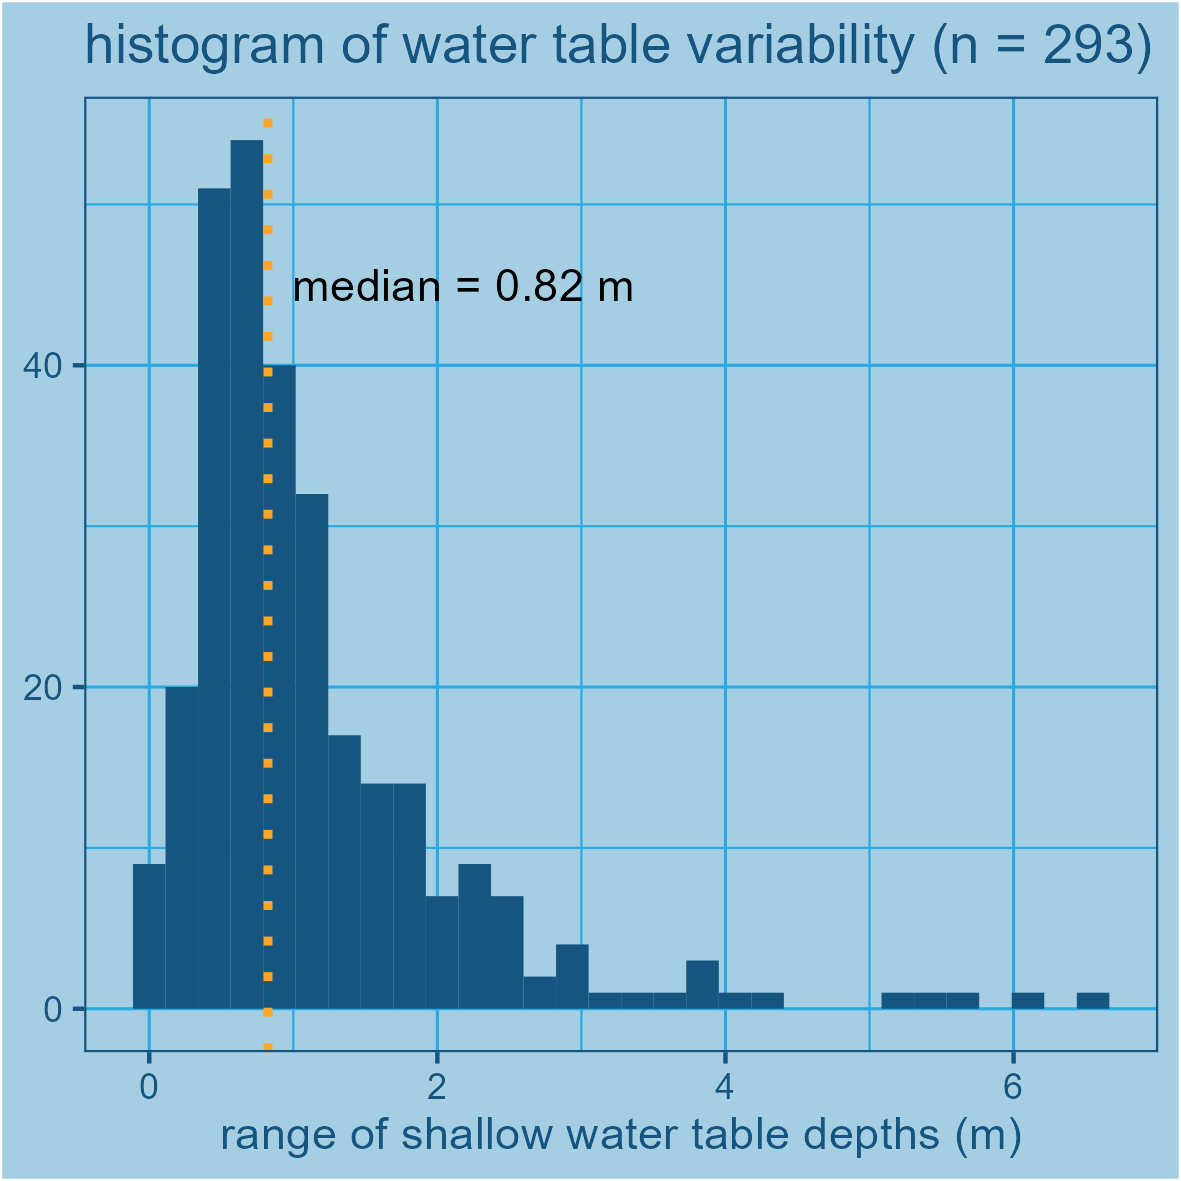 histogram of water table variability (n = 293)
median = 0.82 m
40
20
0
0 2 4 6
range of shallow water table depths (m)